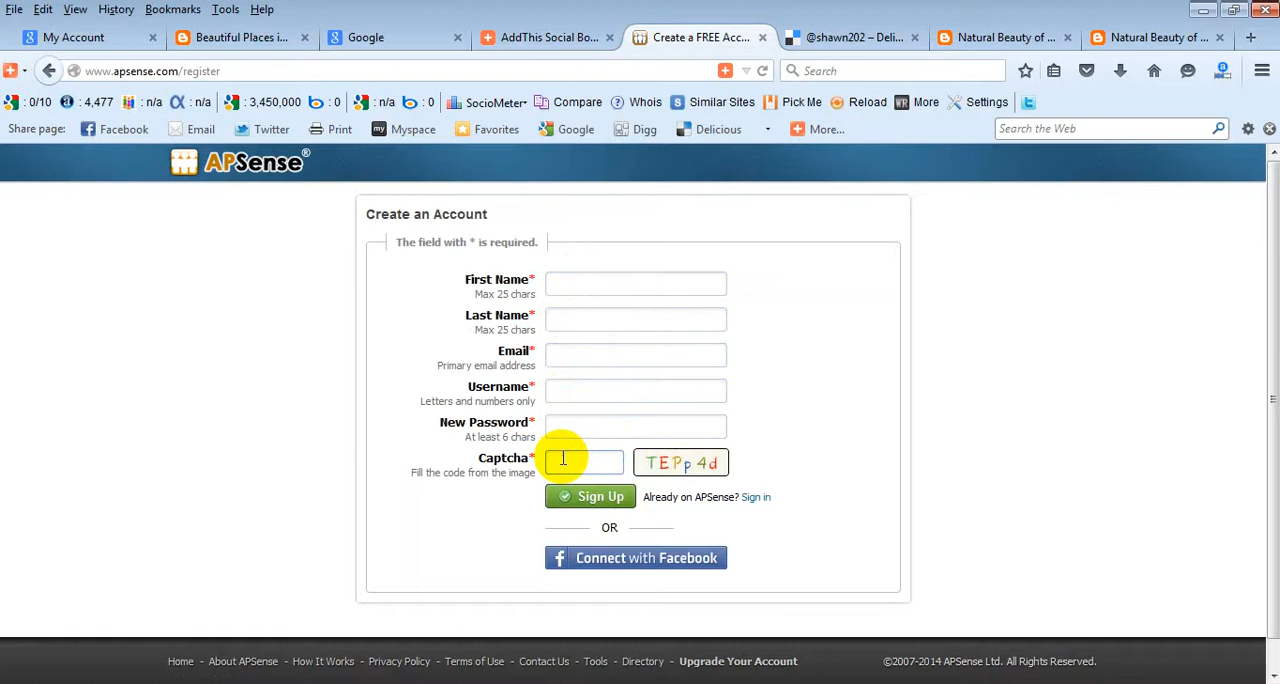 File Edit View History Bookmarks Tools Help
My Account × Beautiful Places i... × Google × AddThis Social Bo... × Create a FREE Acc... × @shawn202 – Deli... × Natural Beauty of ... × Natural Beauty of ... × +
www.apsense.com/register Search
: 0/10 : 4,477 : n/a : n/a : 3,450,000 : 0 : n/a : 0 SocioMeter Compare Whois Similar Sites Pick Me Reload WR More Settings
Share page: Facebook Email Twitter Print my Myspace Favorites Google Digg Delicious More... Search the Web
APSense
Create an Account
The field with * is required.
First Name*
Max 25 chars
Last Name*
Max 25 chars
Email*
Primary email address
Username*
Letters and numbers only
New Password*
At least 6 chars
Captcha* TEPp4d
Fill the code from the image
Sign Up Already on APSense? Sign in
OR
Connect with Facebook
Home - About APSense - How It Works - Privacy Policy - Terms of Use - Contact Us - Tools - Directory - Upgrade Your Account ©2007-2014 APSense Ltd. All Rights Reserved.